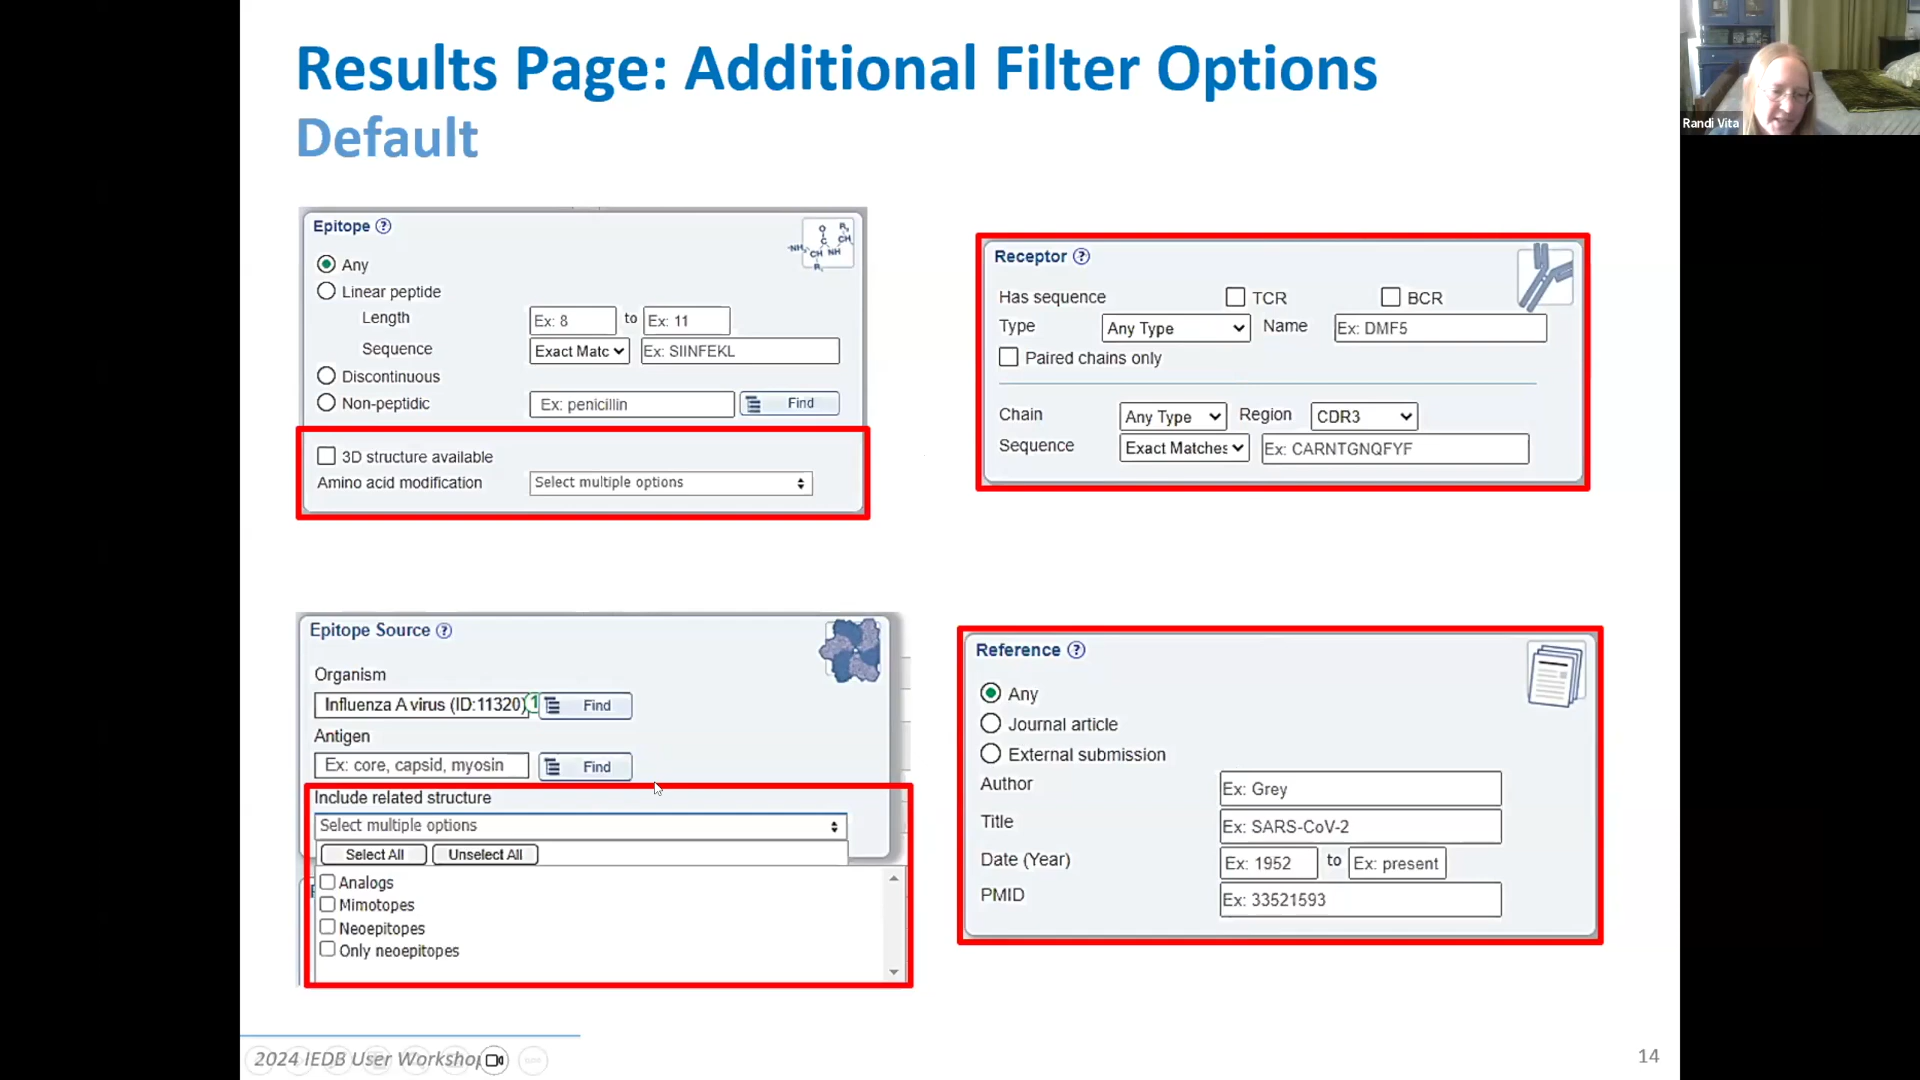 Results Page: Additional Filter Options
Default
Randi Vita
Epitope ?
Any
Linear peptide
Length Ex: 8 to Ex: 11
Sequence Exact Matc Ex: SIINFEKL
Discontinuous
Non-peptidic Ex: penicillin Find
3D structure available
Amino acid modification Select multiple options
Receptor ?
Has sequence TCR BCR
Type Any Type Name Ex: DMF5
Paired chains only
Chain Any Type Region CDR3
Sequence Exact Matches Ex: CARNTGNQFYF
Epitope Source ?
Organism
Influenza A virus (ID:11320) 1 Find
Antigen
Ex: core, capsid, myosin Find
Include related structure
Select multiple options
Select All Unselect All
Analogs
Mimotopes
Neoepitopes
Only neoepitopes
Reference ?
Any
Journal article
External submission
Author Ex: Grey
Title Ex: SARS-CoV-2
Date (Year) Ex: 1952 to Ex: present
PMID Ex: 33521593
2024 IEDB User Workshop
14